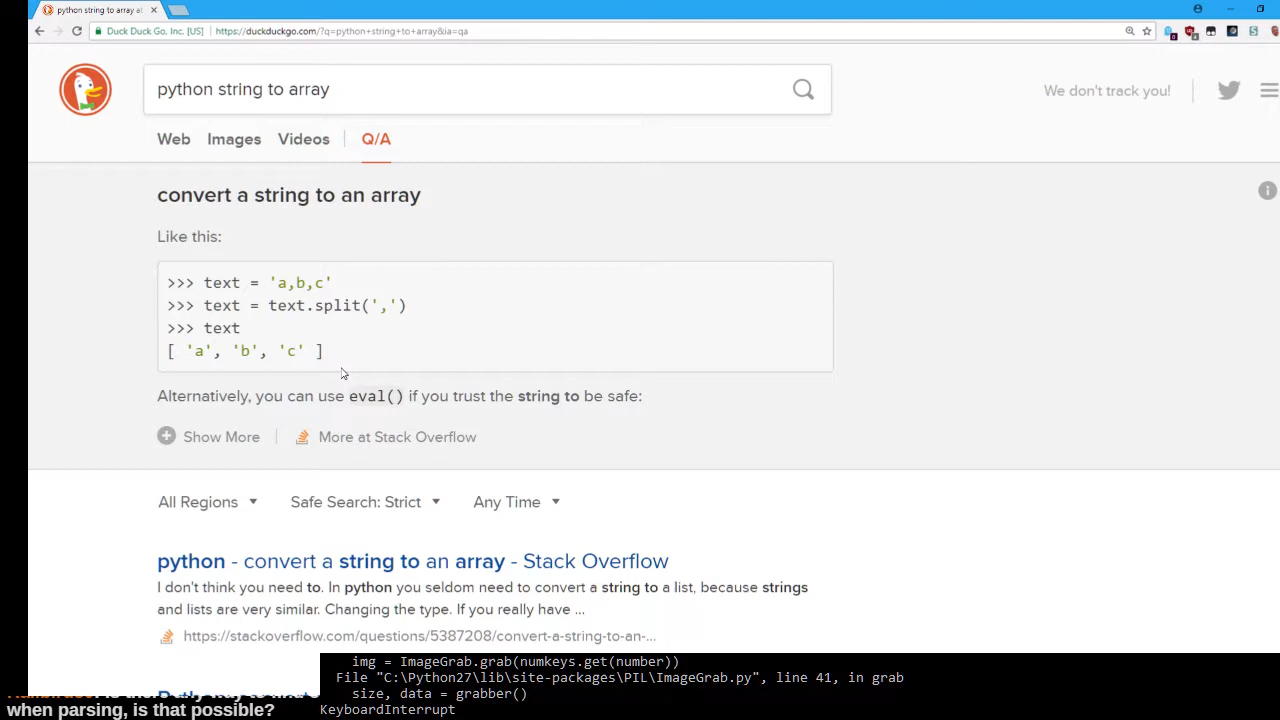 python string to array at
Duck Duck Go, Inc. [US] https://duckduckgo.com/?q=python+string+to+array&ia=qa
python string to array
We don't track you!
Web Images Videos Q/A
convert a string to an array
Like this:
>>> text = 'a,b,c'
>>> text = text.split(',')
>>> text
[ 'a', 'b', 'c' ]
Alternatively, you can use eval() if you trust the string to be safe:
Show More More at Stack Overflow
All Regions Safe Search: Strict Any Time
python - convert a string to an array - Stack Overflow
I don't think you need to. In python you seldom need to convert a string to a list, because strings
and lists are very similar. Changing the type. If you really have ...
https://stackoverflow.com/questions/5387208/convert-a-string-to-an-...
img = ImageGrab.grab(numkeys.get(number))
File "C:\Python27\lib\site-packages\PIL\ImageGrab.py", line 41, in grab
size, data = grabber()
KeyboardInterrupt
when parsing, is that possible?